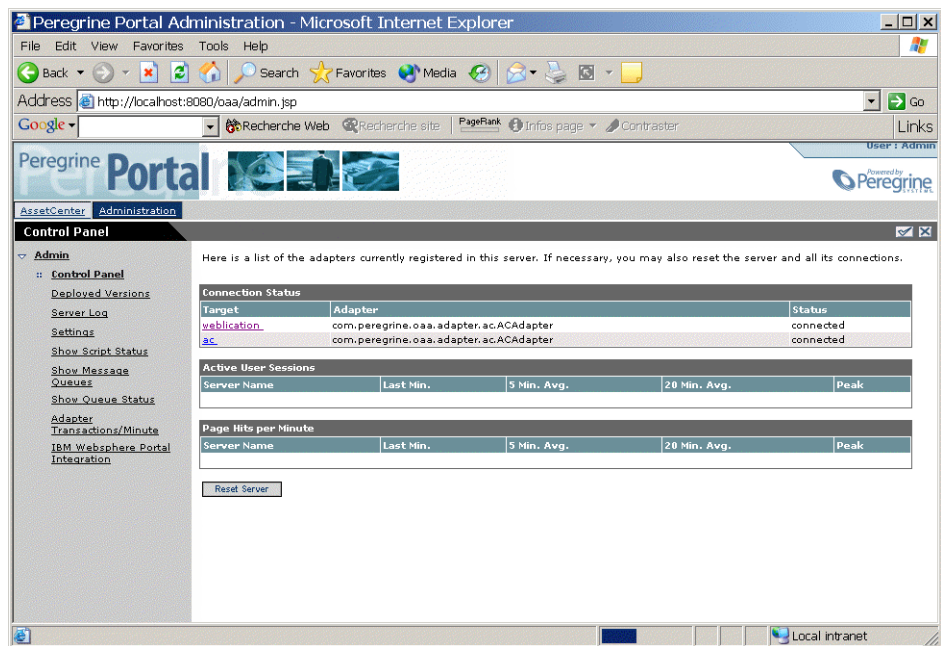 Peregrine Portal Administration - Microsoft Internet Explorer
File Edit View Favorites Tools Help
Back Search Favorites Media
Address http://localhost:8080/oaa/admin.jsp Go
Google Recherche Web Recherche site PageRank Infos page Contraster Links
User : Admin
Peregrine Portal
Powered by
Peregrine
SYSTEMS
AssetCenter Administration
Control Panel
Admin
Control Panel
Deployed Versions
Server Log
Settings
Show Script Status
Show Message
Queues
Show Queue Status
Adapter
Transactions/Minute
IBM Websphere Portal
Integration
Here is a list of the adapters currently registered in this server. If necessary, you may also reset the server and all its connections.
Connection Status
Target Adapter Status
weblication com.peregrine.oaa.adapter.ac.ACAdapter connected
ac com.peregrine.oaa.adapter.ac.ACAdapter connected
Active User Sessions
Server Name Last Min. 5 Min. Avg. 20 Min. Avg. Peak
Page Hits per Minute
Server Name Last Min. 5 Min. Avg. 20 Min. Avg. Peak
Reset Server
Local intranet